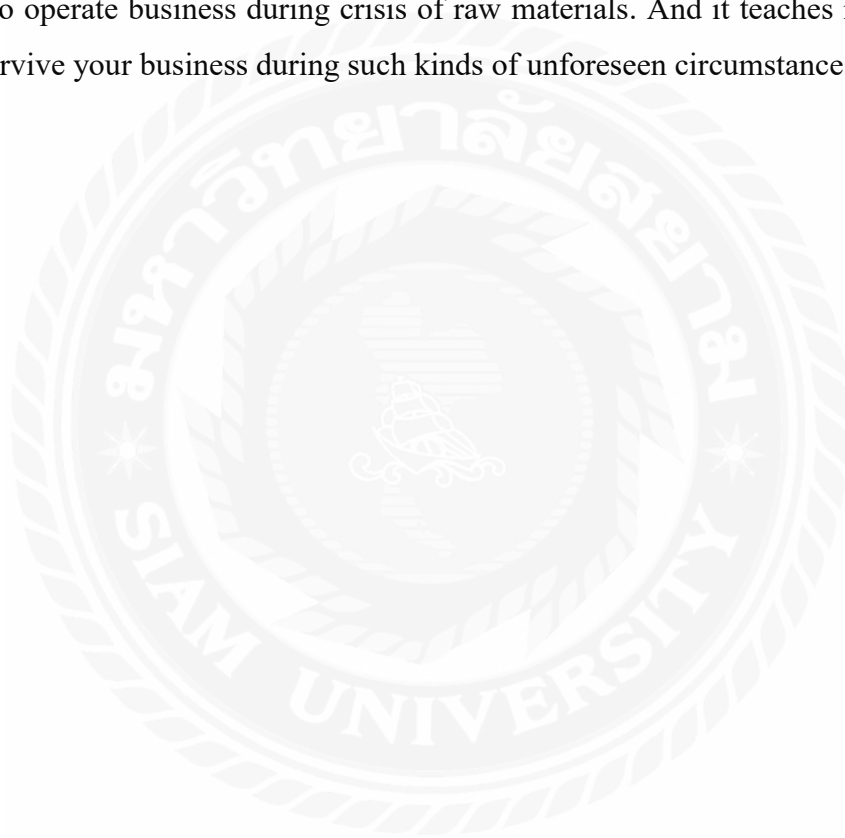 o operate business during crisis of raw materials. And it teaches
rvive your business during such kinds of unforeseen circumstance
มหาวิทยาลัยสยาม
SIAM UNIVERSITY